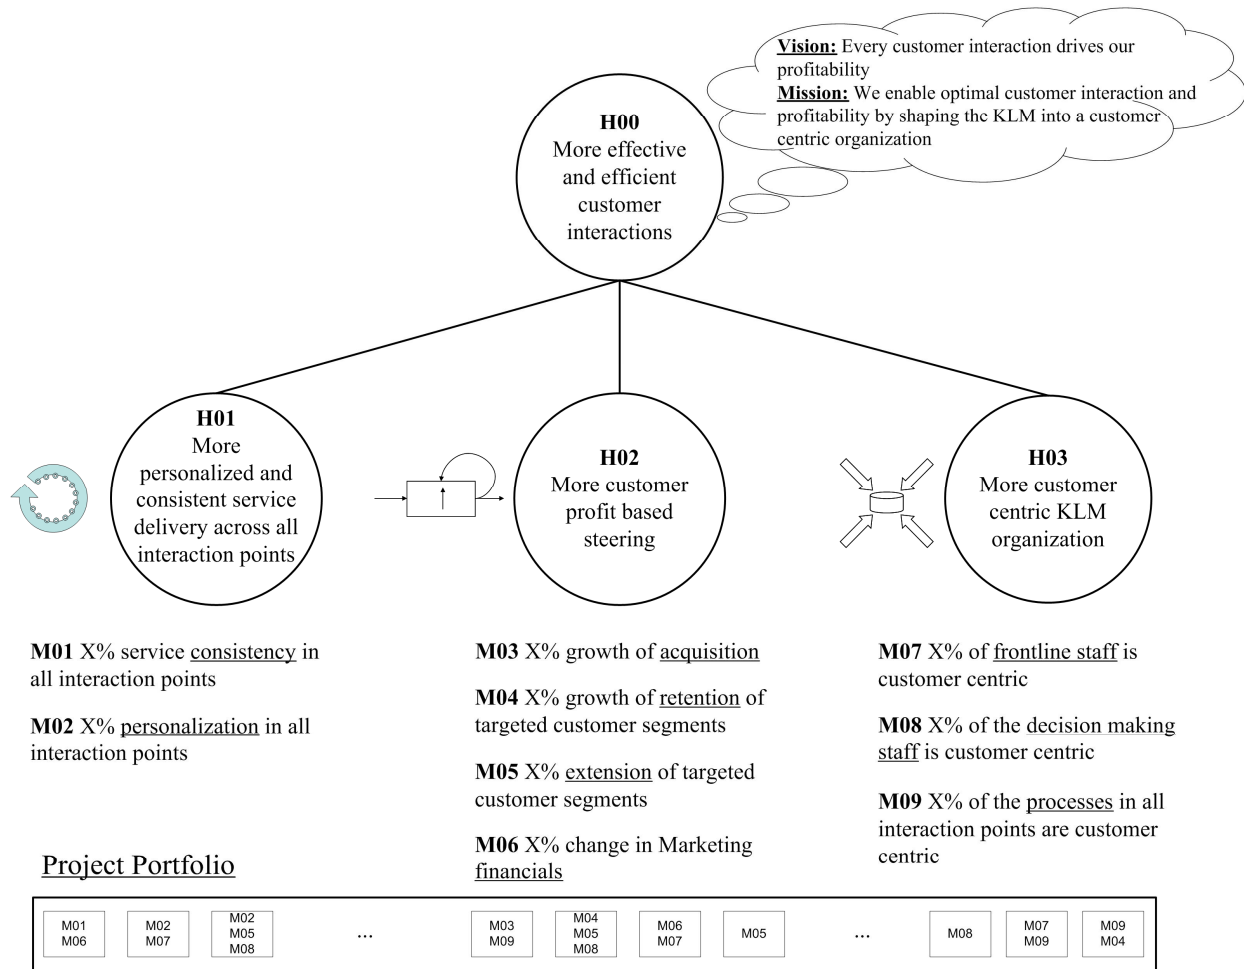 Vision: Every customer interaction drives our
profitability
Mission: We enable optimal customer interaction and
profitability by shaping the KLM into a customer
centric organization
H00
More effective
and efficient
customer
interactions
H01
More
personalized and
consistent service
delivery across all
interaction points
H02
More customer
profit based
steering
H03
More customer
centric KLM
organization
M01 X% service consistency in
all interaction points
M02 X% personalization in all
interaction points
M03 X% growth of acquisition
M04 X% growth of retention of
targeted customer segments
M05 X% extension of targeted
customer segments
M06 X% change in Marketing
financials
M07 X% of frontline staff is
customer centric
M08 X% of the decision making
staff is customer centric
M09 X% of the processes in all
interaction points are customer
centric
Project Portfolio
M01
M06
M02
M07
M02
M05
M08
...
M03
M09
M04
M05
M08
M06
M07
M05
...
M08
M07
M09
M09
M04